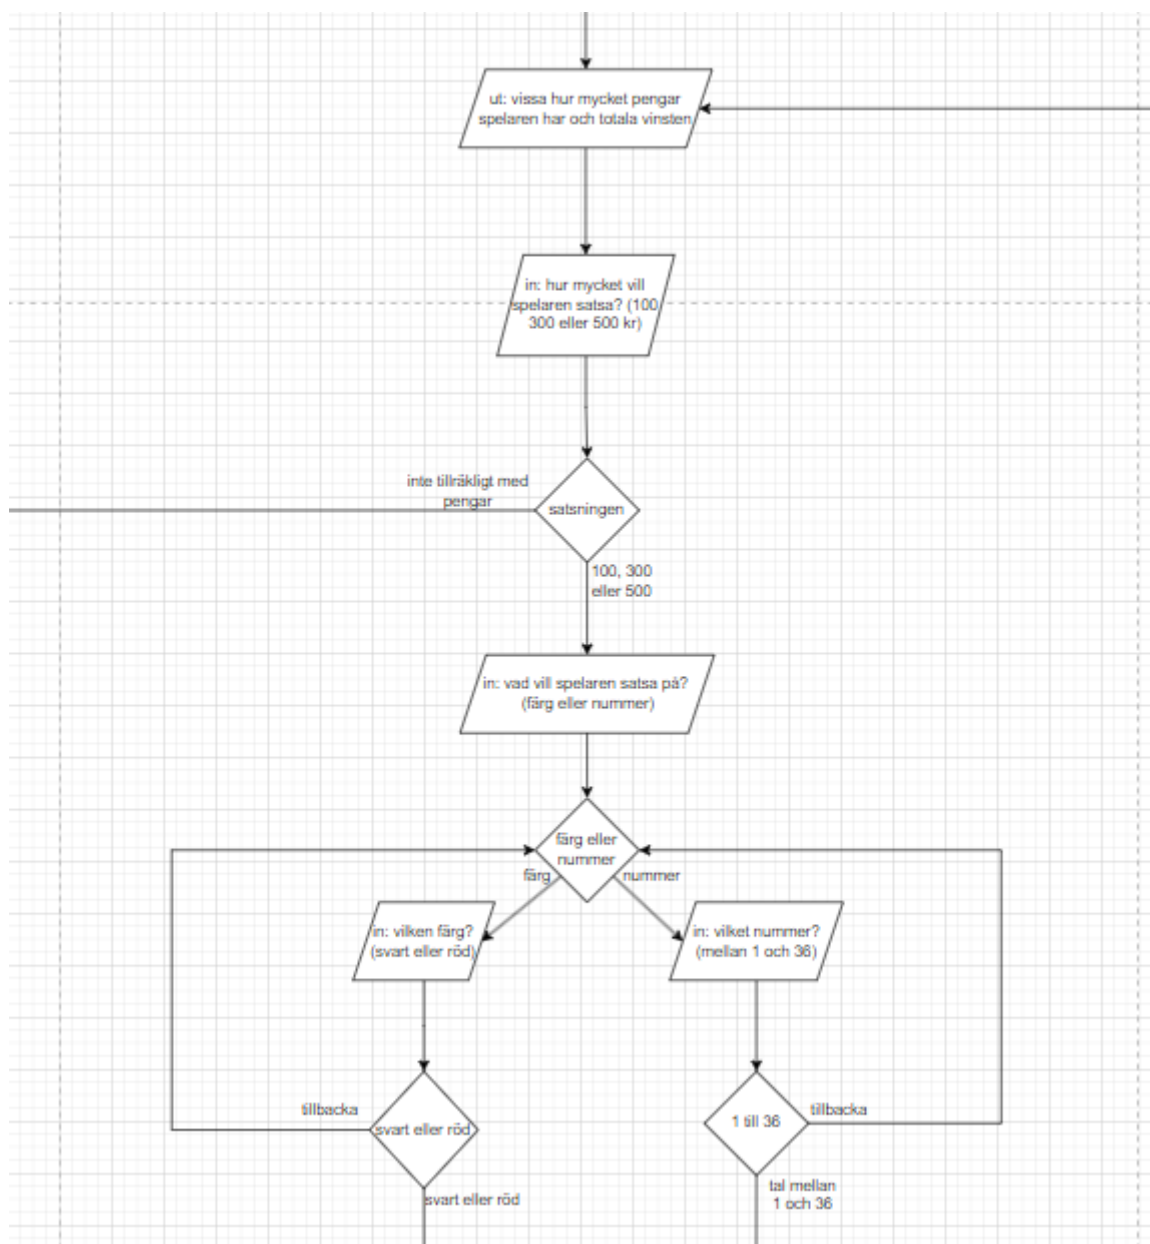 ut: vissa hur mycket pengar
spelaren har och totala vinsten
in: hur mycket vill
spelaren satsa? (100
300 eller 500 kr)
inte tillräkligt med
pengar
satsningen
100, 300
eller 500
in: vad vill spelaren satsa på?
(färg eller nummer)
färg eller
nummer
färg
nummer
in: vilken färg?
(svart eller röd)
in: vilket nummer?
(mellan 1 och 36)
tillbacka
svart eller röd
1 till 36
tillbacka
svart eller röd
tal mellan
1 och 36